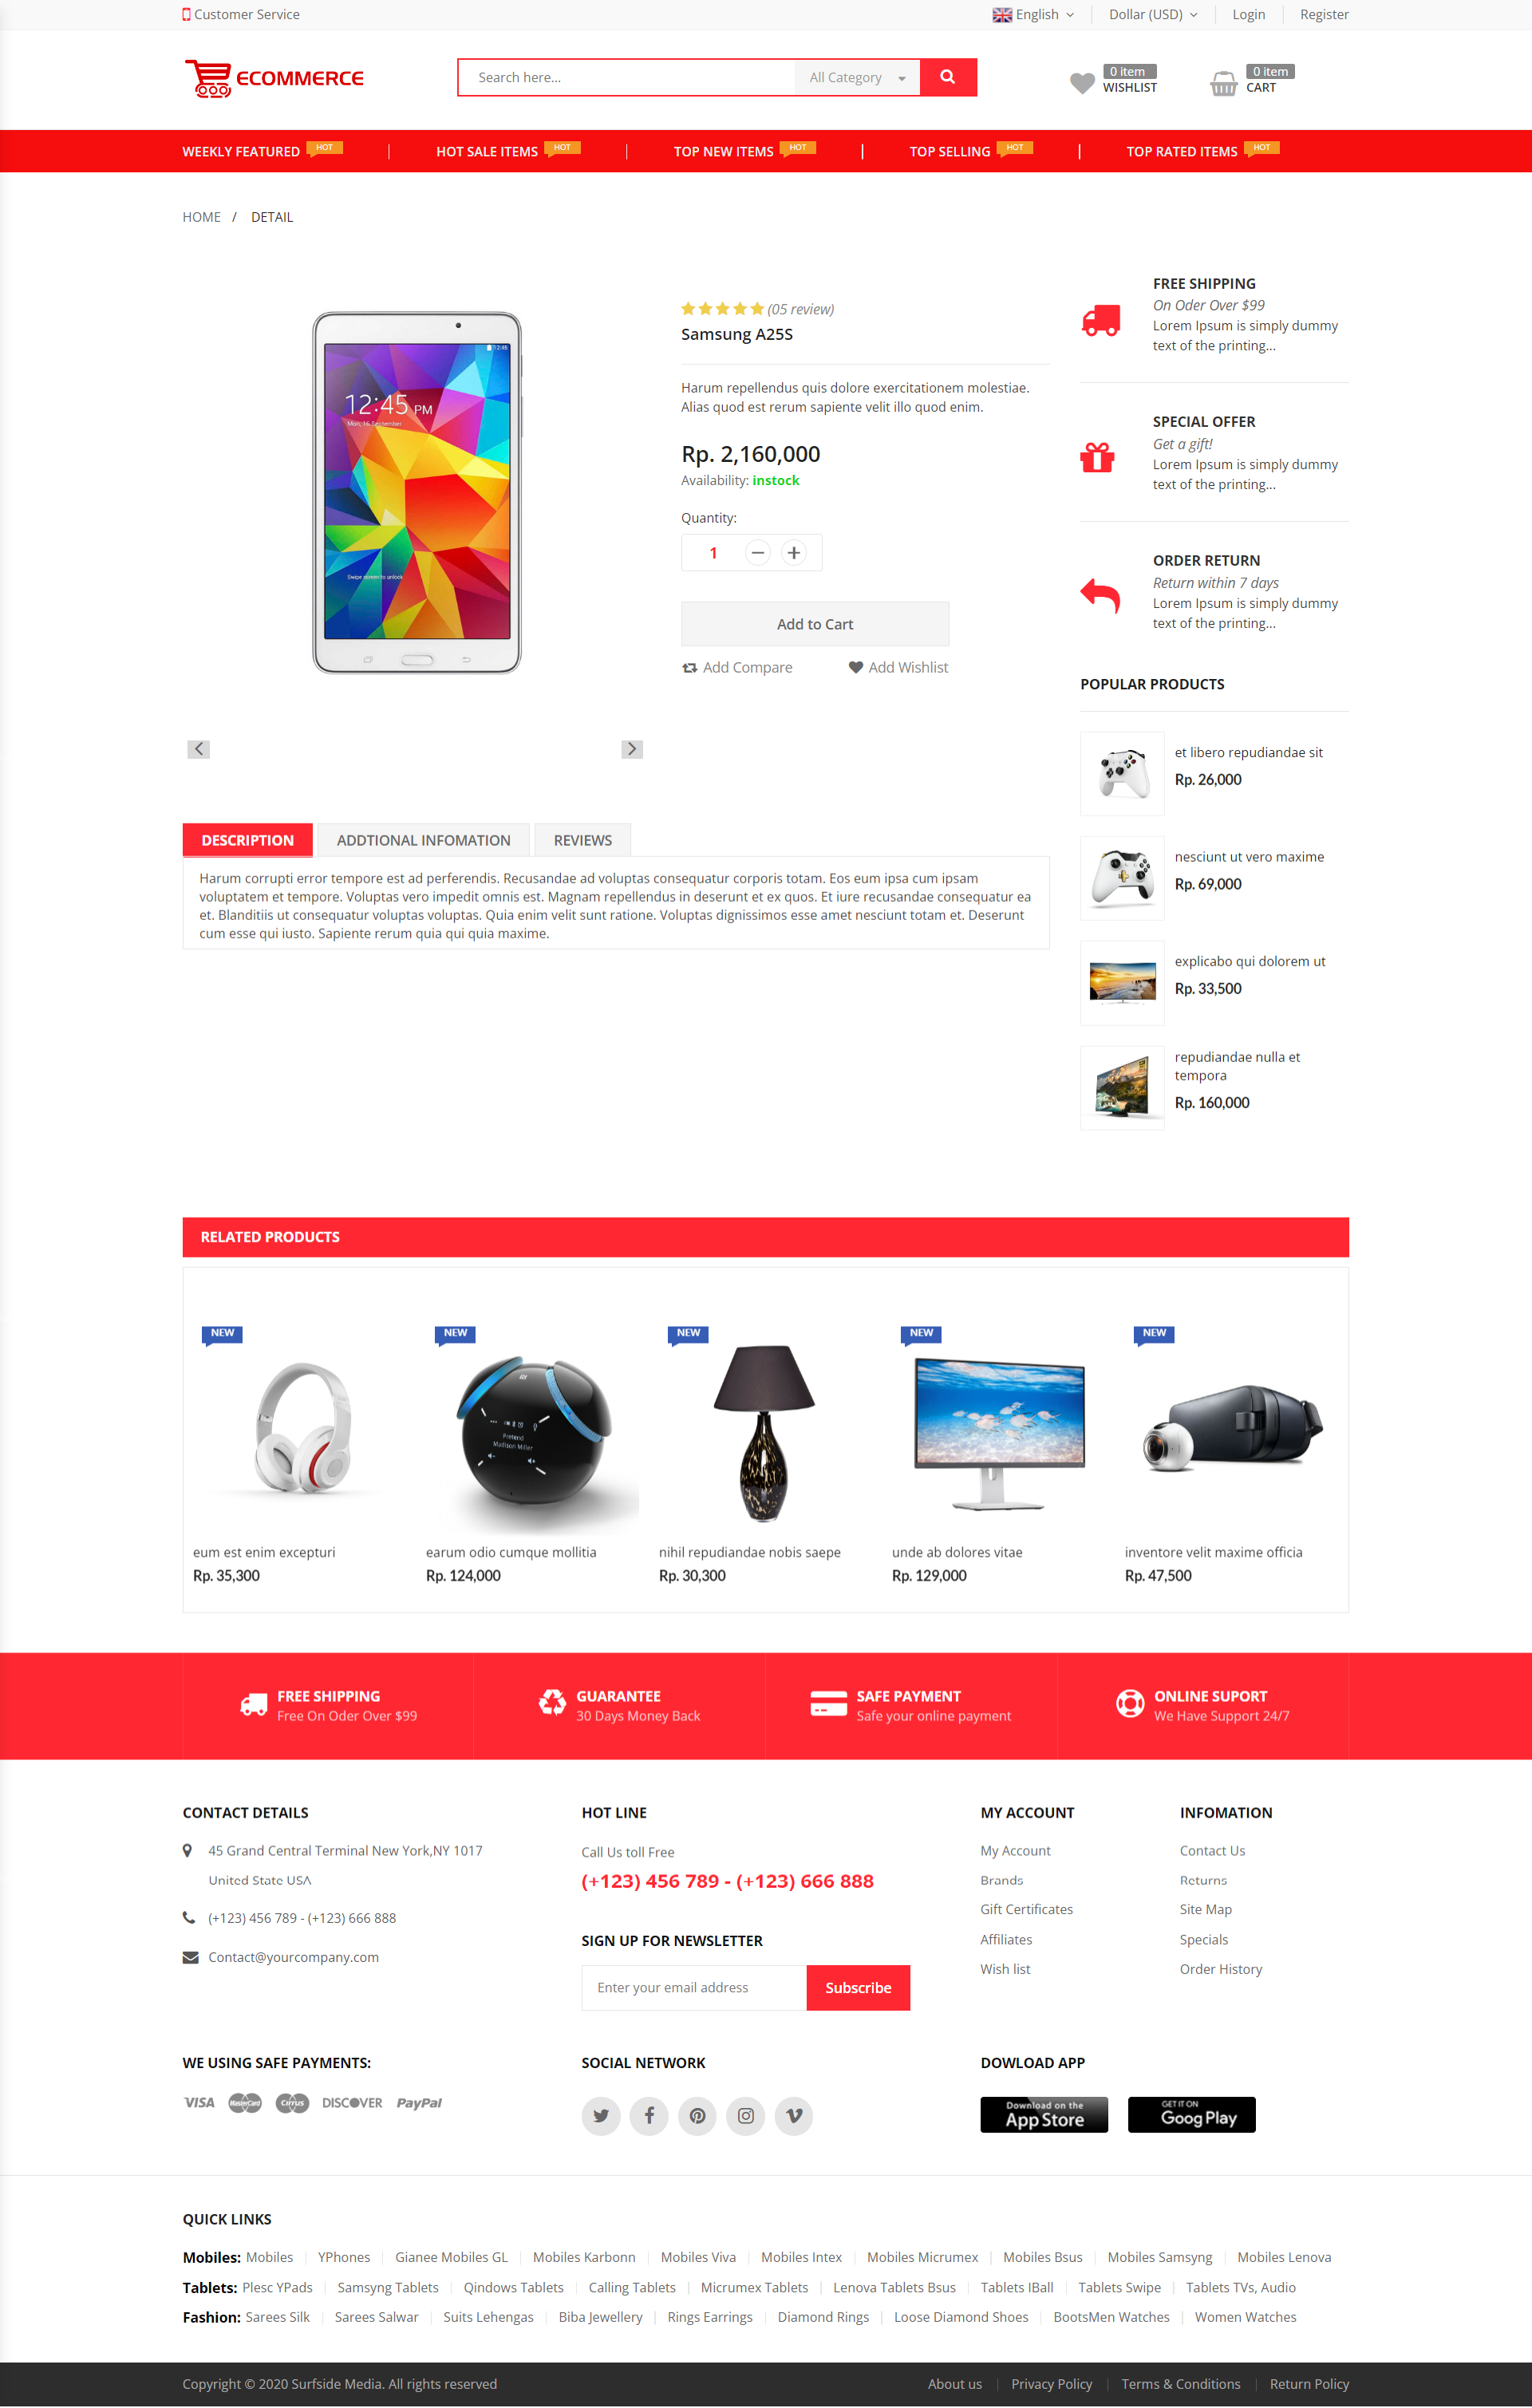 Customer Service
English
Dollar (USD)
Login
Register
ECOMMERCE
Search here...
All Category
0 item
WISHLIST
0 item
CART
WEEKLY FEATURED HOT
HOT SALE ITEMS HOT
TOP NEW ITEMS HOT
TOP SELLING HOT
TOP RATED ITEMS HOT
HOME / DETAIL
12:45
12:45 PM
Mon, 15 September
Swipe screen to unlock
(05 review)
Samsung A25S
Harum repellendus quis dolore exercitationem molestiae.
Alias quod est rerum sapiente velit illo quod enim.
Rp. 2,160,000
Availability: instock
Quantity:
1
Add to Cart
Add Compare
Add Wishlist
FREE SHIPPING
On Oder Over $99
Lorem Ipsum is simply dummy
text of the printing...
SPECIAL OFFER
Get a gift!
Lorem Ipsum is simply dummy
text of the printing...
ORDER RETURN
Return within 7 days
Lorem Ipsum is simply dummy
text of the printing...
POPULAR PRODUCTS
et libero repudiandae sit
Rp. 26,000
nesciunt ut vero maxime
Rp. 69,000
explicabo qui dolorem ut
Rp. 33,500
repudiandae nulla et
tempora
Rp. 160,000
DESCRIPTION
ADDTIONAL INFOMATION
REVIEWS
Harum corrupti error tempore est ad perferendis. Recusandae ad voluptas consequatur corporis totam. Eos eum ipsa cum ipsam
voluptatem et tempore. Voluptas vero impedit omnis est. Magnam repellendus in deserunt et ex quos. Et iure recusandae consequatur ea
et. Blanditiis ut consequatur voluptas voluptas. Quia enim velit sunt ratione. Voluptas dignissimos esse amet nesciunt totam et. Deserunt
cum esse qui iusto. Sapiente rerum quia qui quia maxime.
RELATED PRODUCTS
NEW
NEW
NEW
NEW
NEW
Pretend
Madison Miller
eum est enim excepturi
Rp. 35,300
earum odio cumque mollitia
Rp. 124,000
nihil repudiandae nobis saepe
Rp. 30,300
unde ab dolores vitae
Rp. 129,000
inventore velit maxime officia
Rp. 47,500
FREE SHIPPING
Free On Oder Over $99
GUARANTEE
30 Days Money Back
SAFE PAYMENT
Safe your online payment
ONLINE SUPORT
We Have Support 24/7
CONTACT DETAILS
45 Grand Central Terminal New York,NY 1017
United State USA
(+123) 456 789 - (+123) 666 888
Contact@yourcompany.com
HOT LINE
Call Us toll Free
(+123) 456 789 - (+123) 666 888
SIGN UP FOR NEWSLETTER
Enter your email address
Subscribe
MY ACCOUNT
My Account
Brands
Gift Certificates
Affiliates
Wish list
INFOMATION
Contact Us
Returns
Site Map
Specials
Order History
WE USING SAFE PAYMENTS:
VISA MasterCard Cirrus DISCOVER PayPal
SOCIAL NETWORK
DOWLOAD APP
Download on the
App Store
GET IT ON
Goog Play
QUICK LINKS
Mobiles: Mobiles YPhones Gianee Mobiles GL Mobiles Karbonn Mobiles Viva Mobiles Intex Mobiles Micrumex Mobiles Bsus Mobiles Samsyng Mobiles Lenova
Tablets: Plesc YPads Samsyng Tablets Qindows Tablets Calling Tablets Micrumex Tablets Lenova Tablets Bsus Tablets IBall Tablets Swipe Tablets TVs, Audio
Fashion: Sarees Silk Sarees Salwar Suits Lehengas Biba Jewellery Rings Earrings Diamond Rings Loose Diamond Shoes BootsMen Watches Women Watches
Copyright © 2020 Surfside Media. All rights reserved
About us
Privacy Policy
Terms & Conditions
Return Policy